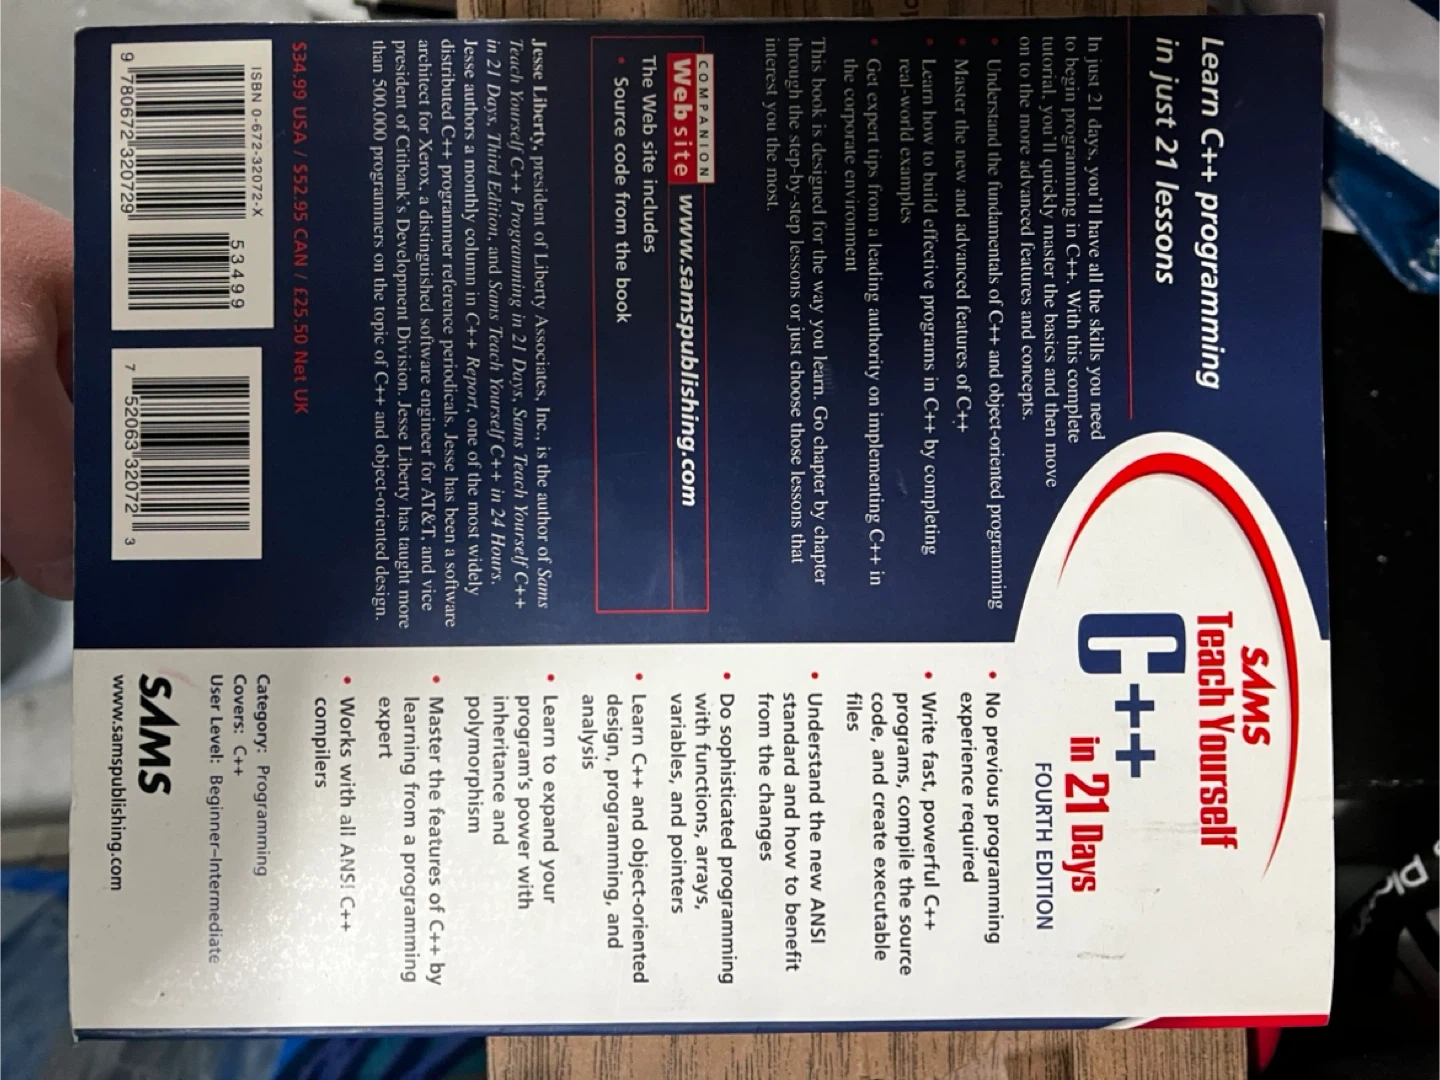 Learn C++ programming
in just 21 lessons
In just 21 days, you'll have all the skills you need
to begin programming in C++. With this complete
tutorial, you'll quickly master the basics and then move
on to the more advanced features and concepts.
• Understand the fundamentals of C++ and object-oriented programming
• Master the new and advanced features of C++
• Learn how to build effective programs in C++ by completing
real-world examples
• Get expert tips from a leading authority on implementing C++ in
the corporate environment
This book is designed for the way you learn. Go chapter by chapter
through the step-by-step lessons or just choose those lessons that
interest you the most.
COMPANION
Web site www.samspublishing.com
The Web site includes
• Source code from the book
Jesse Liberty, president of Liberty Associates, Inc., is the author of Sams
Teach Yourself C++ Programming in 21 Days, Sams Teach Yourself C++
in 21 Days, Third Edition, and Sams Teach Yourself C++ in 24 Hours.
Jesse authors a monthly column in C++ Report, one of the most widely
distributed C++ programmer reference periodicals. Jesse has been a software
architect for Xerox, a distinguished software engineer for AT&T, and vice
president of Citibank's Development Division. Jesse Liberty has taught more
than 500,000 programmers on the topic of C++ and object-oriented design.
$34.99 USA / $52.95 CAN / £25.50 Net UK
ISBN 0-672-32072-X
53499
9 780672 320729
7 52063 32072 3
SAMS
Teach Yourself
C++
in 21 Days
FOURTH EDITION
• No previous programming
experience required
• Write fast, powerful C++
programs, compile the source
code, and create executable
files
• Understand the new ANSI
standard and how to benefit
from the changes
• Do sophisticated programming
with functions, arrays,
variables, and pointers
• Learn C++ and object-oriented
design, programming, and
analysis
• Learn to expand your
program's power with
inheritance and
polymorphism
• Master the features of C++ by
learning from a programming
expert
• Works with all ANSI C++
compilers
Category: Programming
Covers: C++
User Level: Beginner–Intermediate
SAMS
www.samspublishing.com